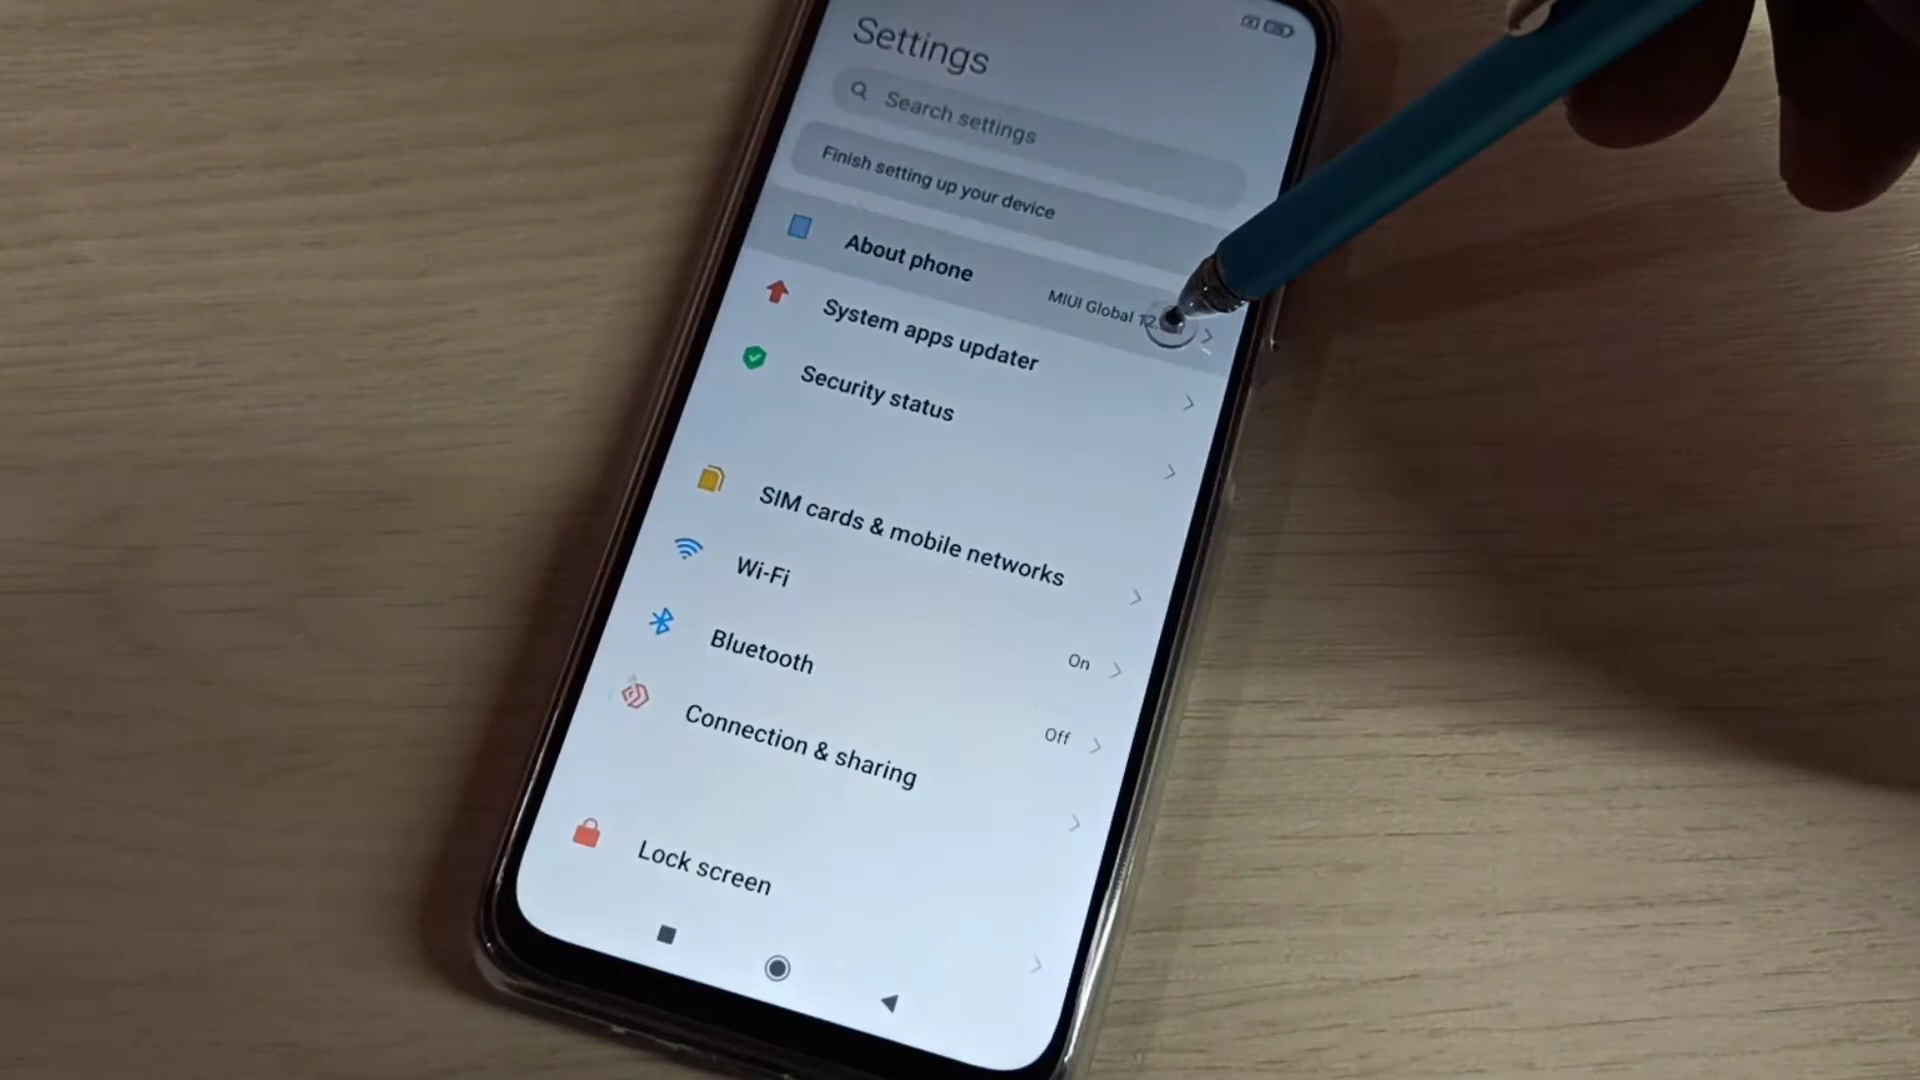 Settings
Search settings
Finish setting up your device
About phone
MIUI Global
System apps updater
Security status
SIM cards & mobile networks
Wi-Fi
On
Bluetooth
Off
Connection & sharing
Lock screen